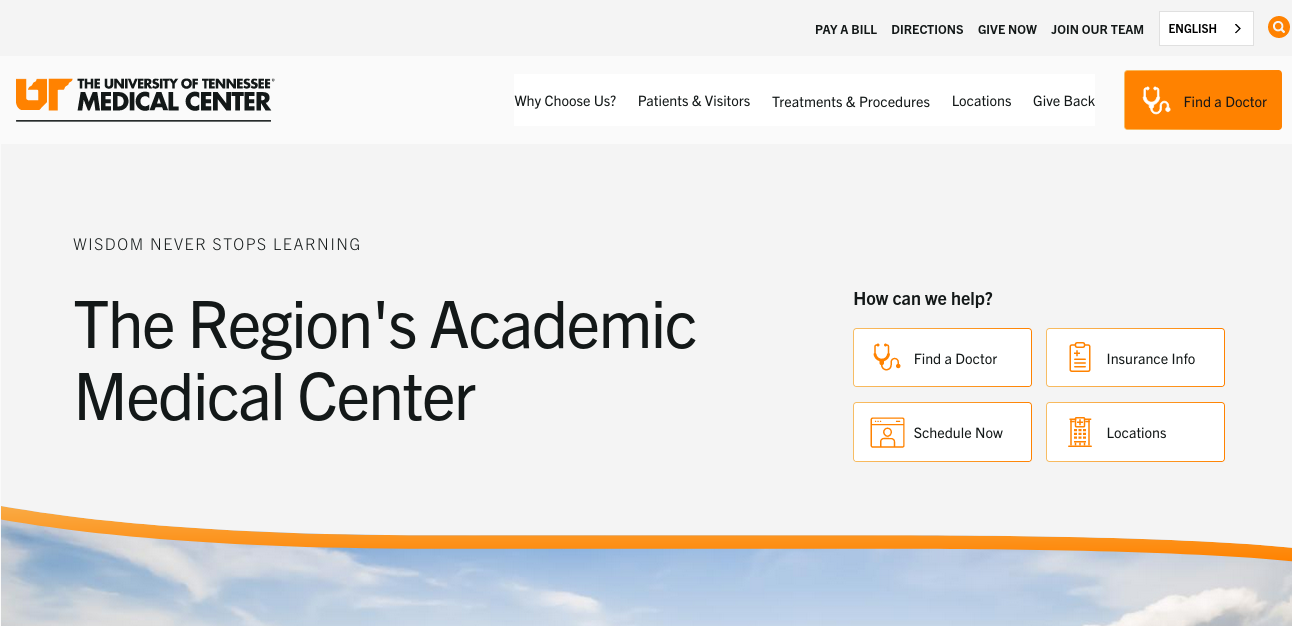 PAY A BILL DIRECTIONS GIVE NOW JOIN OUR TEAM ENGLISH
THE UNIVERSITY OF TENNESSEE
MEDICAL CENTER
Why Choose Us? Patients & Visitors Treatments & Procedures Locations Give Back Find a Doctor
WISDOM NEVER STOPS LEARNING
The Region's Academic
Medical Center
How can we help?
Find a Doctor Insurance Info
Schedule Now Locations